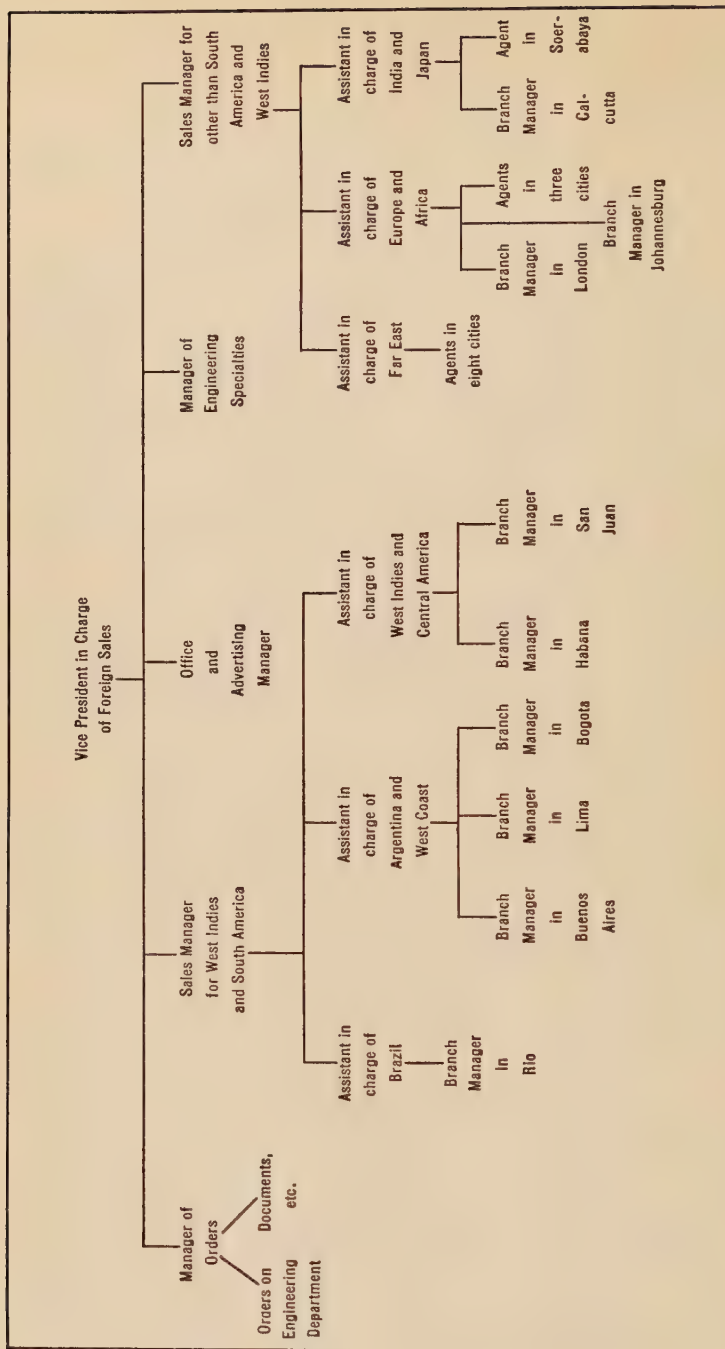 Vice President in Charge
of Foreign Sales
Manager of
Orders
Orders on
Engineering
Department
Documents,
etc.
Sales Manager
for West Indies
and South America
Assistant in
charge of
Brazil
Branch
Manager
in
Rio
Assistant in
charge of
Argentina and
West Coast
Branch
Manager
in
Buenos
Aires
Branch
Manager
in
Lima
Branch
Manager
in
Bogota
Assistant in
charge of
West Indies and
Central America
Branch
Manager
in
Habana
Branch
Manager
in
San
Juan
Office
and
Advertising
Manager
Manager of
Engineering
Specialties
Sales Manager for
other than South
America and
West Indies
Assistant in
charge of
Far East
Agents in
eight cities
Assistant in
charge of
Europe and
Africa
Branch
Manager
in
London
Branch
Manager in
Johannesburg
Agents
in
three
cities
Assistant in
charge of
India and
Japan
Branch
Manager
in
Cal-
cutta
Agent
in
Soer-
abaya